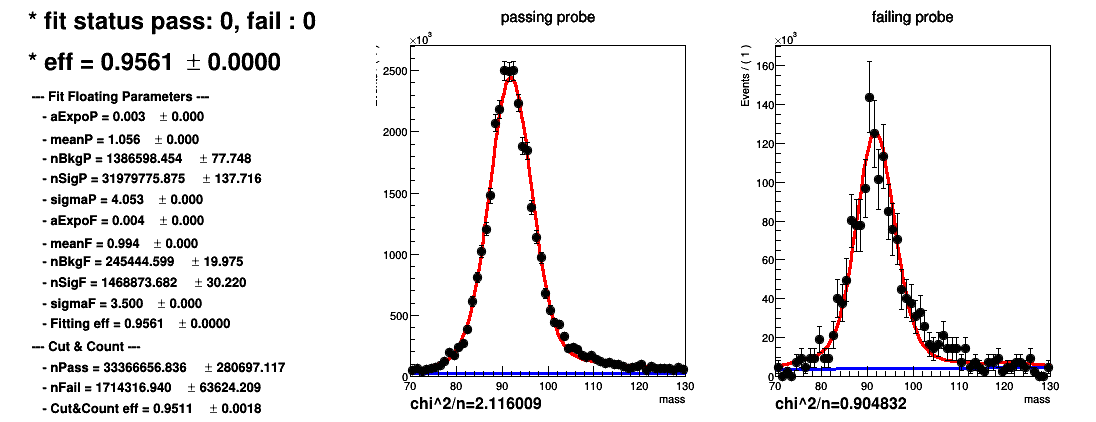 * fit status pass: 0, fail : 0
* eff = 0.9561 ± 0.0000
--- Fit Floating Parameters ---
- aExpoP = 0.003 ± 0.000
- meanP = 1.056 ± 0.000
- nBkgP = 1386598.454 ± 77.748
- nSigP = 31979775.875 ± 137.716
- sigmaP = 4.053 ± 0.000
- aExpoF = 0.004 ± 0.000
- meanF = 0.994 ± 0.000
- nBkgF = 245444.599 ± 19.975
- nSigF = 1468873.682 ± 30.220
- sigmaF = 3.500 ± 0.000
- Fitting eff = 0.9561 ± 0.0000
--- Cut & Count ---
- nPass = 33366656.836 ± 280697.117
- nFail = 1714316.940 ± 63624.209
- Cut&Count eff = 0.9511 ± 0.0018
passing probe
×10³
2500
2000
1500
1000
500
0
70 80 90 100 110 120 130
mass
chi^2/n=2.116009
failing probe
×10³
Events / ( 1 )
160
140
120
100
80
60
40
20
0
70 80 90 100 110 120 130
mass
chi^2/n=0.904832